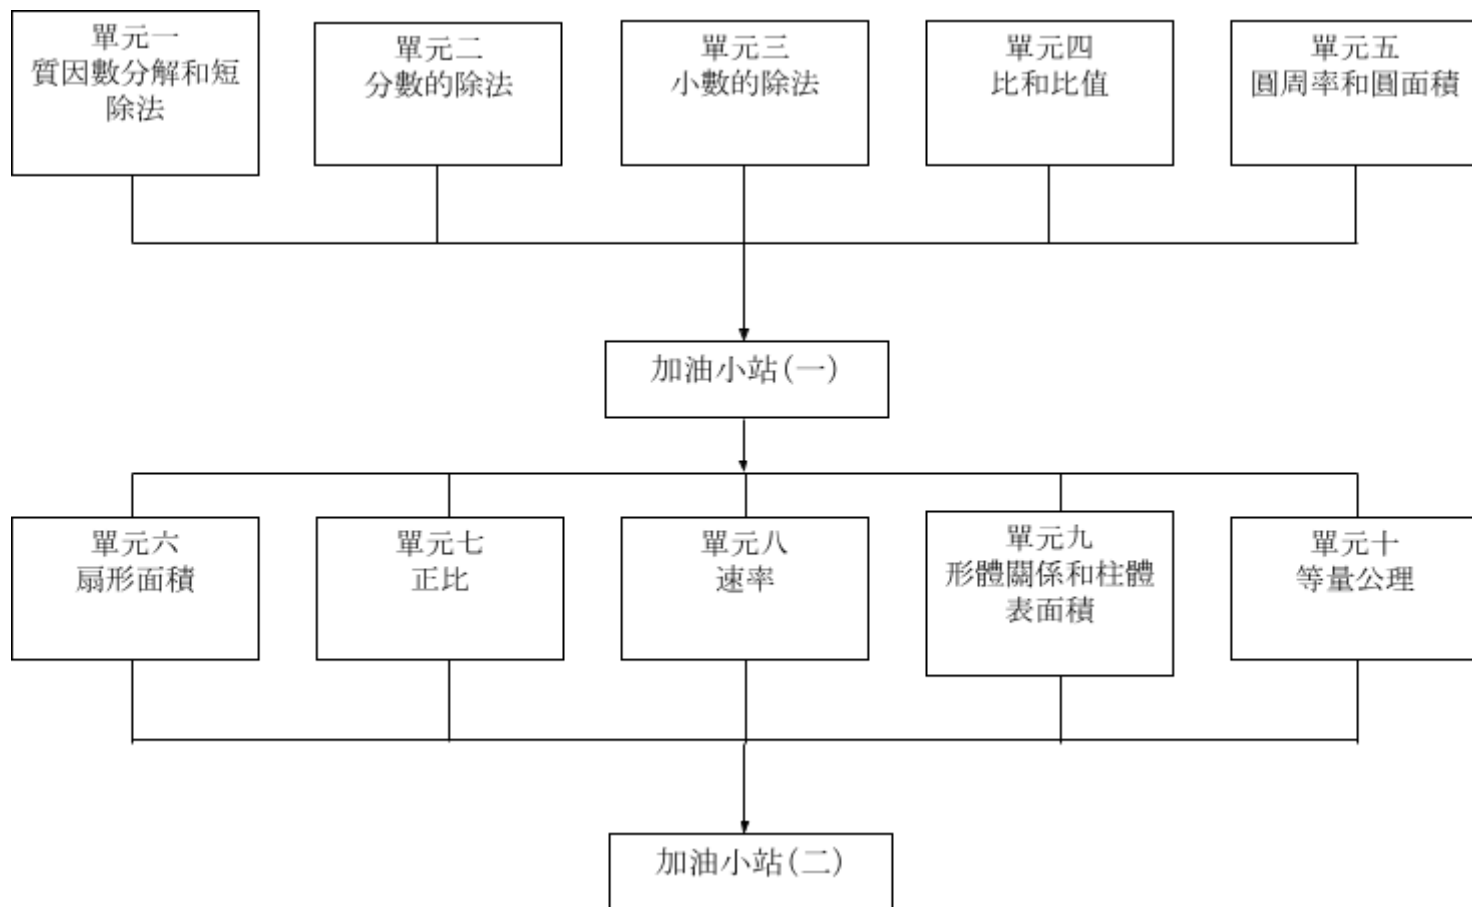 單元一
質因數分解和短
除法
單元二
分數的除法
單元三
小數的除法
單元四
比和比值
單元五
圓周率和圓面積
加油小站(一)
單元六
扇形面積
單元七
正比
單元八
速率
單元九
形體關係和柱體
表面積
單元十
等量公理
加油小站(二)